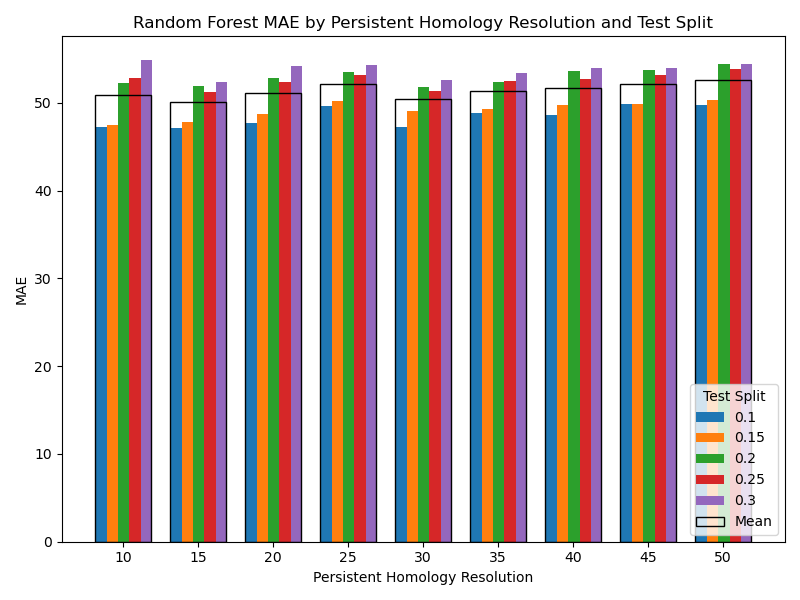 Random Forest MAE by Persistent Homology Resolution and Test Split
MAE
50
40
30
20
10
0
Test Split
0.1
0.15
0.2
0.25
0.3
Mean
10 15 20 25 30 35 40 45 50
Persistent Homology Resolution